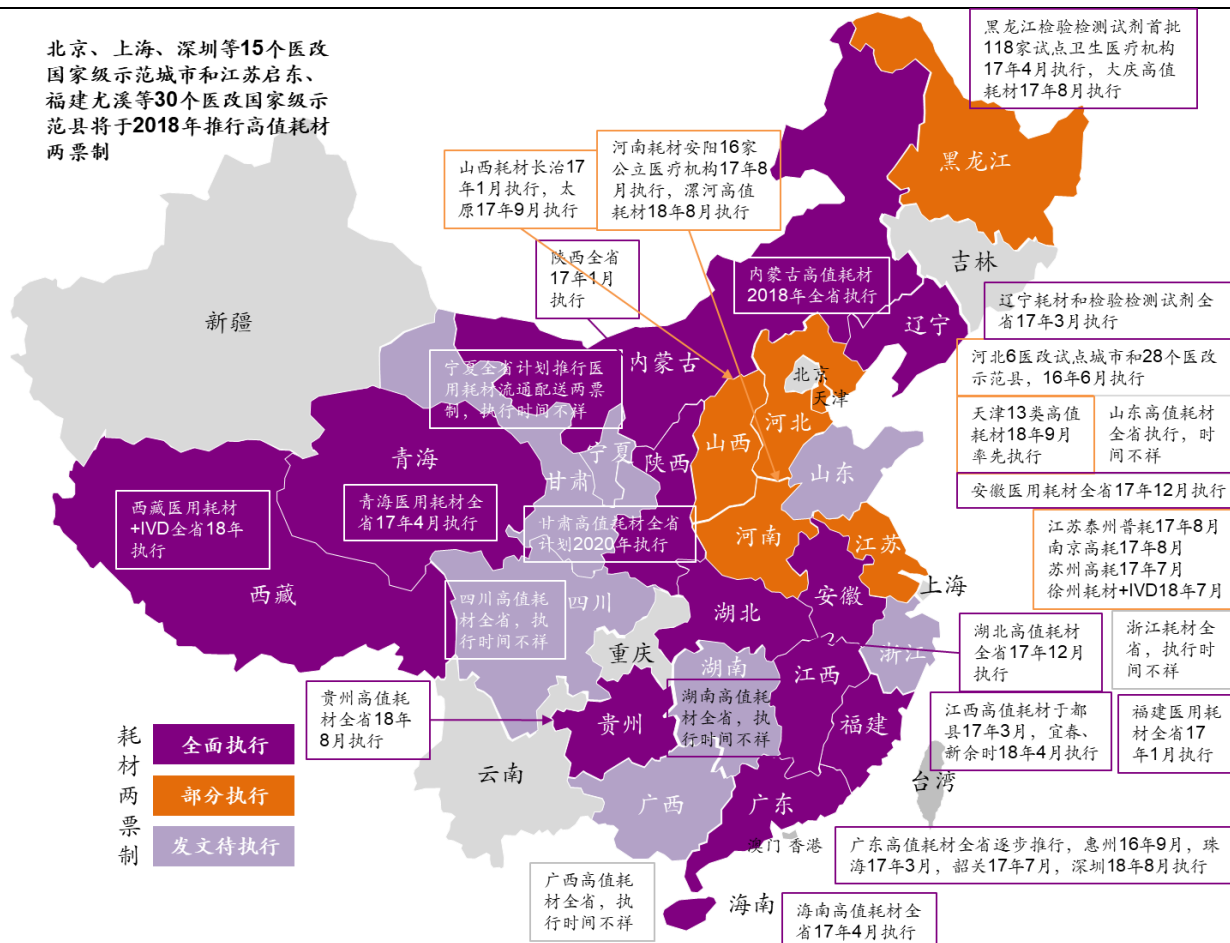 北京、上海、深圳等15个医改
国家级示范城市和江苏启东、
福建尤溪等30个医改国家级示
范县将于2018年推行高值耗材
两票制
黑龙江检验检测试剂首批
118家试点卫生医疗机构
17年4月执行，大庆高值
耗材17年8月执行
河南耗材安阳16家
公立医疗机构17年8
月执行，漯河高值
耗材18年8月执行
山西耗材长治17
年1月执行，太
原17年9月执行
黑龙江
吉林
陕西全省
17年1月
执行
内蒙古高值耗材
2018年全省执行
辽宁耗材和检验检测试剂全
省17年3月执行
辽宁
新疆
内蒙古
宁夏全省计划推行医
用耗材流通配送两票
制，执行时间不祥
河北6医改试点城市和28个医改
示范县，16年6月执行
北京
天津
河北
山西
天津13类高值
耗材18年9月
率先执行
山东高值耗材
全省执行，时
间不祥
青海
宁夏
陕西
甘肃
山东
安徽医用耗材全省17年12月执行
西藏医用耗材
+IVD全省18年
执行
青海医用耗材全
省17年4月执行
甘肃高值耗材全省
计划2020年执行
河南
江苏
江苏泰州普耗17年8月
南京高耗17年8月
苏州高耗17年7月
徐州耗材+IVD18年7月
西藏
四川高值耗
材全省，执
行时间不祥
四川
湖北
安徽
上海
湖北高值耗材
全省17年12月
执行
浙江耗材全
省，执行时
间不祥
重庆
湖南
江西
浙江
贵州高值耗
材全省18年
8月执行
贵州
湖南高值耗
材全省，执
行时间不祥
福建
江西高值耗材于都
县17年3月，宜春、
新余时18年4月执行
福建医用耗
材全省17
年1月执行
耗材两票制
全面执行
部分执行
发文待执行
云南
广西
广东
台湾
澳门 香港
广东高值耗材全省逐步推行，惠州16年9月，珠
海17年3月，韶关17年7月，深圳18年8月执行
广西高值耗
材全省，执
行时间不祥
海南
海南高值耗材全
省17年4月执行